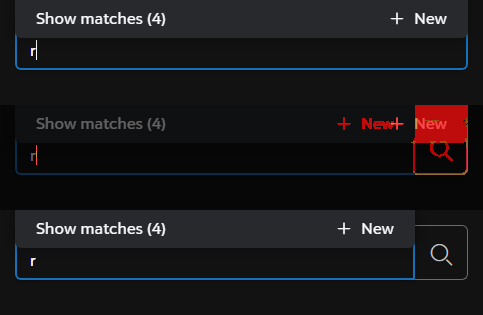 Show matches (4) + New
r
Show matches (4) + New + New
r
Show matches (4) + New
r